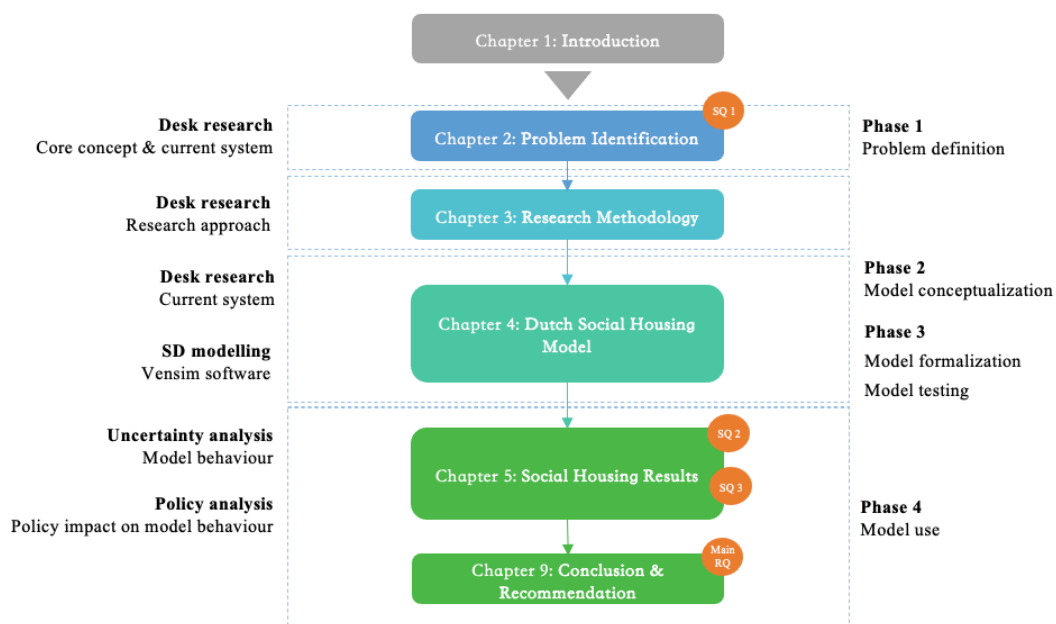 Chapter 1: Introduction
SQ 1
Desk research
Core concept & current system
Chapter 2: Problem Identification
Phase 1
Problem definition
Desk research
Research approach
Chapter 3: Research Methodology
Desk research
Current system
SD modelling
Vensim software
Chapter 4: Dutch Social Housing
Model
Phase 2
Model conceptualization
Phase 3
Model formalization
Model testing
Uncertainty analysis
Model behaviour
Policy analysis
Policy impact on model behaviour
SQ 2
Chapter 5: Social Housing Results
SQ 3
Phase 4
Model use
Main
RQ
Chapter 9: Conclusion &
Recommendation